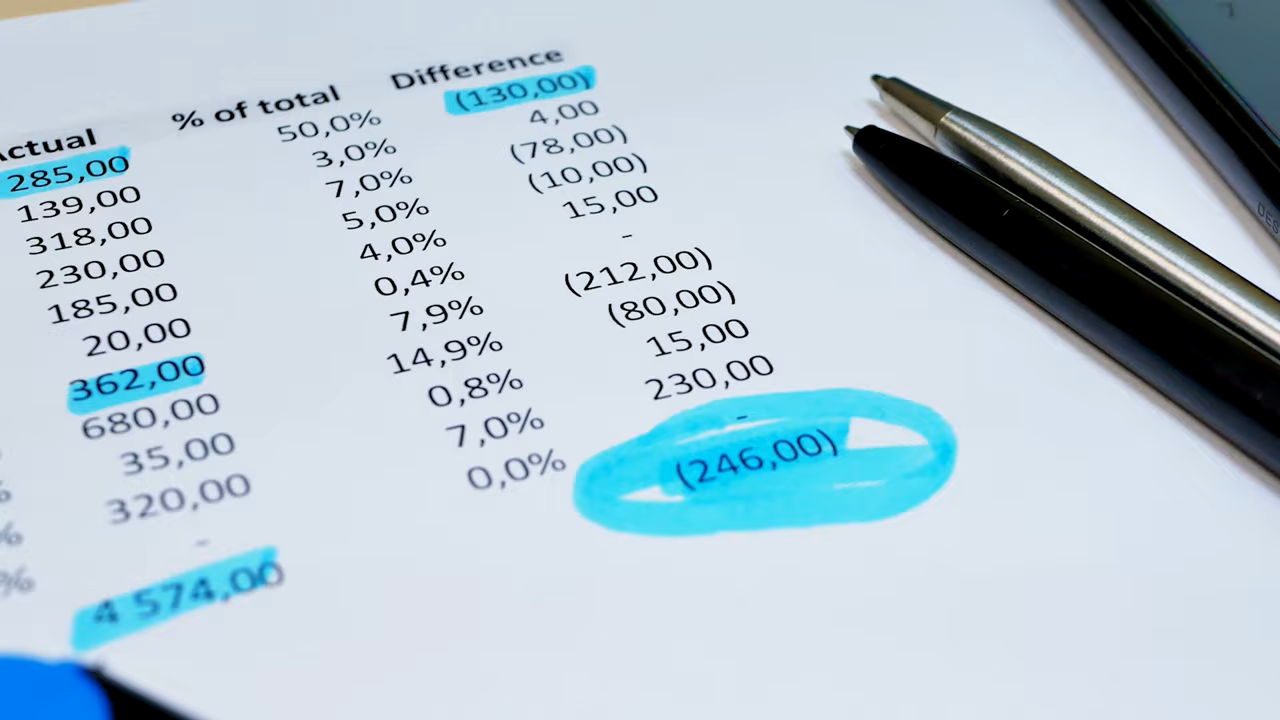 Actual % of total Difference
285,00 50,0% (130,00)
139,00 3,0% 4,00
318,00 7,0% (78,00)
230,00 5,0% (10,00)
185,00 4,0% 15,00
20,00 0,4% -
362,00 7,9% (212,00)
680,00 14,9% (80,00)
% 35,00 0,8% 15,00
% 320,00 7,0% 230,00
% - 0,0% -
4 574,00 (246,00)